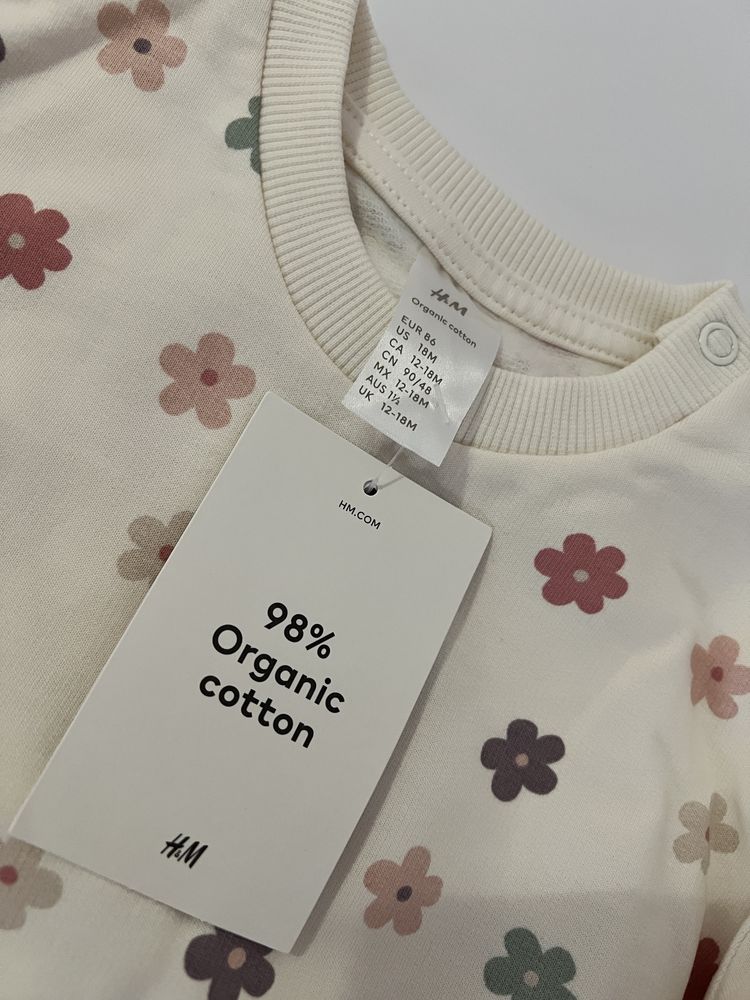 H&M
Organic cotton
EUR 86
US 18M
CA 12-18M
CN 90/48
MX 12-18M
AUS 1½
UK 12-18M
HM.COM
98%
Organic
cotton
H&M